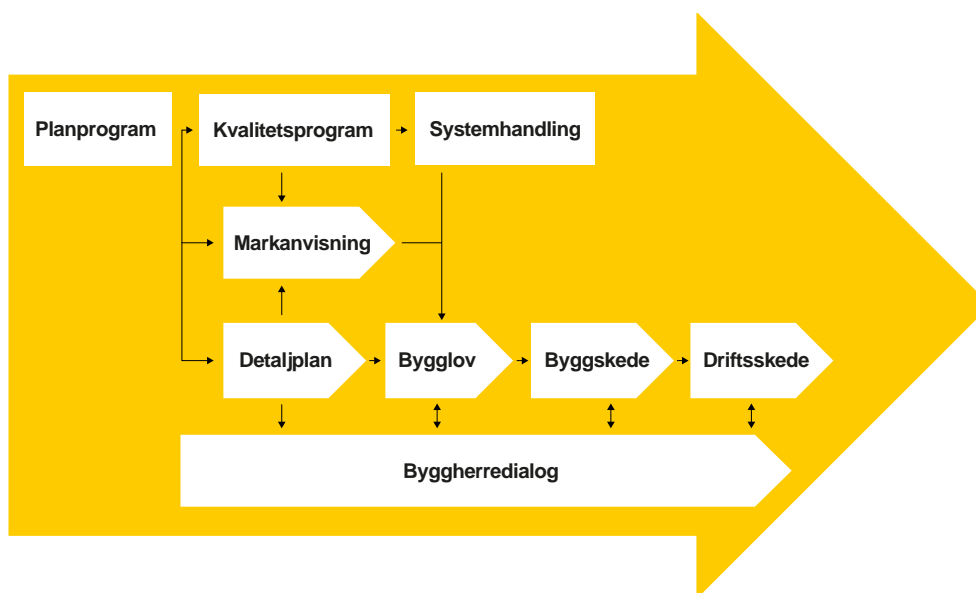 Planprogram
Kvalitetsprogram
Systemhandling
Markanvisning
Detaljplan
Bygglov
Byggskede
Driftsskede
Byggherredialog